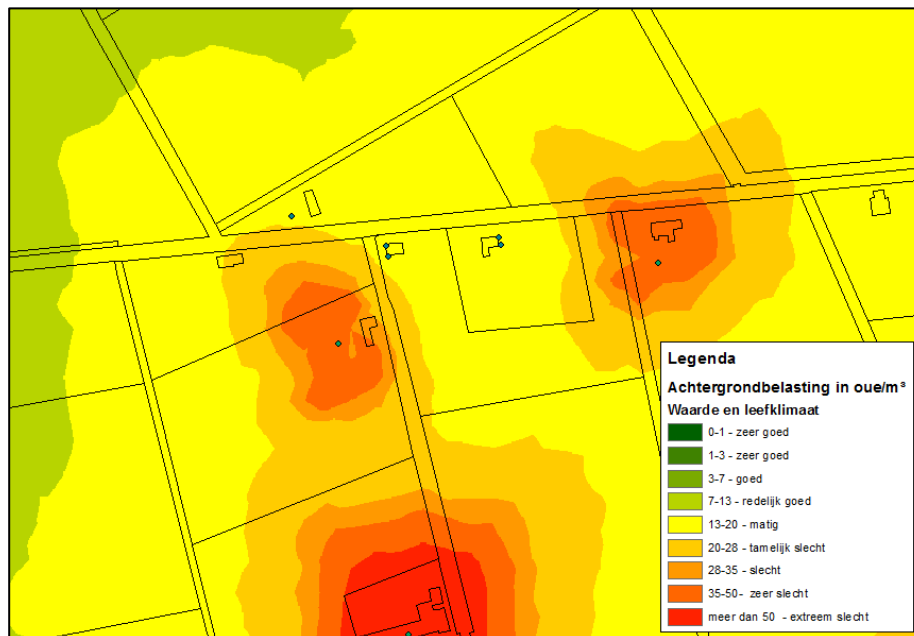 Legenda
Achtergrondbelasting in oue/m³
Waarde en leefklimaat
0-1 - zeer goed
1-3 - zeer goed
3-7 - goed
7-13 - redelijk goed
13-20 - matig
20-28 - tamelijk slecht
28-35 - slecht
35-50- zeer slecht
meer dan 50 - extreem slecht